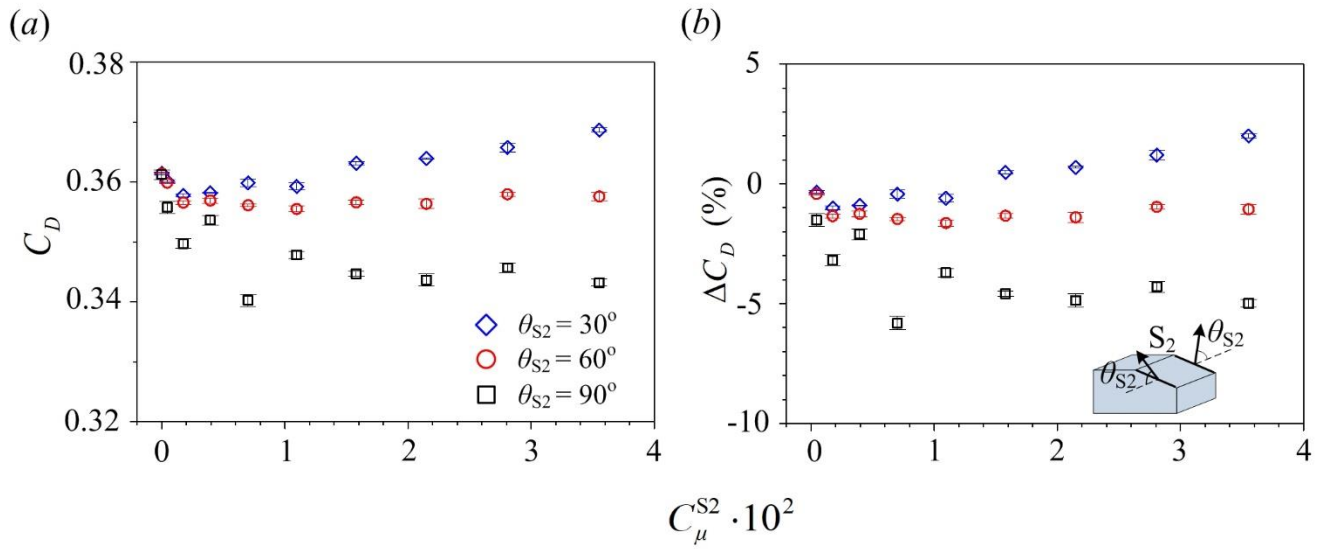 (a)
0.38
0.36
0.34
0.32
C_D
0 1 2 3 4
θ_S2 = 30°
θ_S2 = 60°
θ_S2 = 90°
(b)
5
0
-5
-10
ΔC_D (%)
0 1 2 3 4
S_2
θ_S2
θ_S2
C_μ^S2 · 10^2